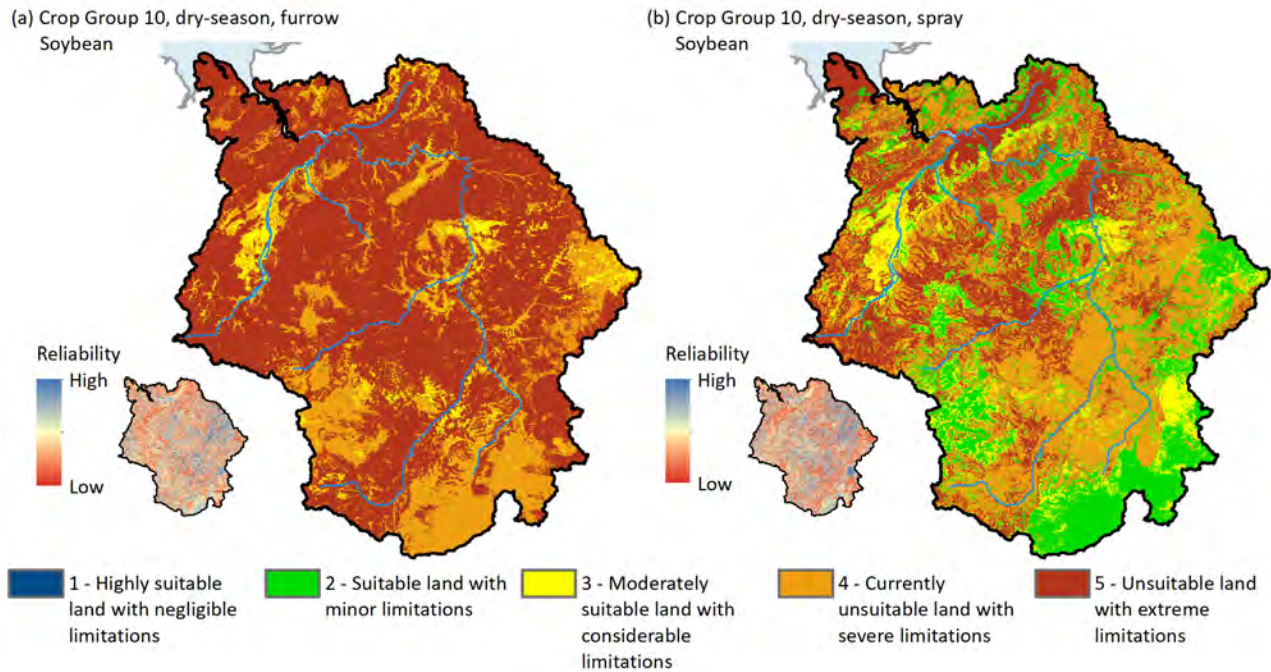 (a) Crop Group 10, dry-season, furrow
Soybean
(b) Crop Group 10, dry-season, spray
Soybean
Reliability
High
Low
Reliability
High
Low
1 - Highly suitable
land with negligible
limitations
2 - Suitable land with
minor limitations
3 - Moderately
suitable land with
considerable
limitations
4 - Currently
unsuitable land with
severe limitations
5 - Unsuitable land
with extreme
limitations